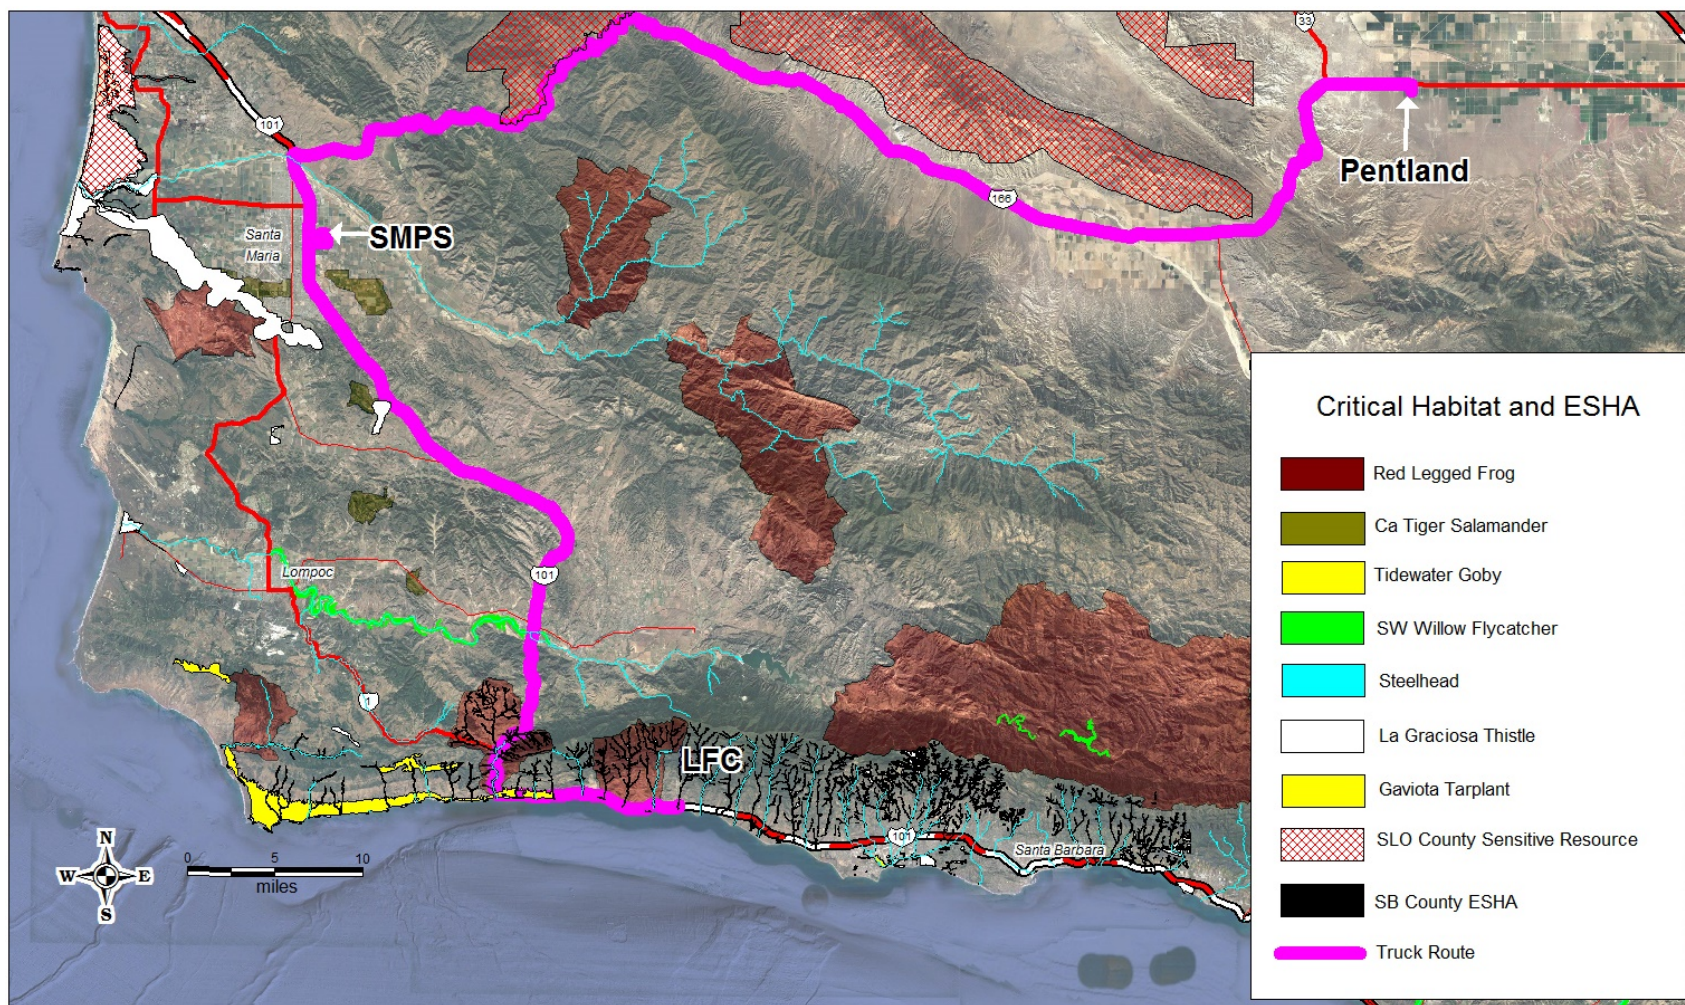 33
101
Pentland
166
SMPS
Santa
Maria
Critical Habitat and ESHA
Red Legged Frog
Ca Tiger Salamander
Tidewater Goby
SW Willow Flycatcher
Steelhead
La Graciosa Thistle
Gaviota Tarplant
SLO County Sensitive Resource
SB County ESHA
Truck Route
101
Lompoc
1
LFC
101
Santa Barbara
N
W E
S
0 5 10
miles